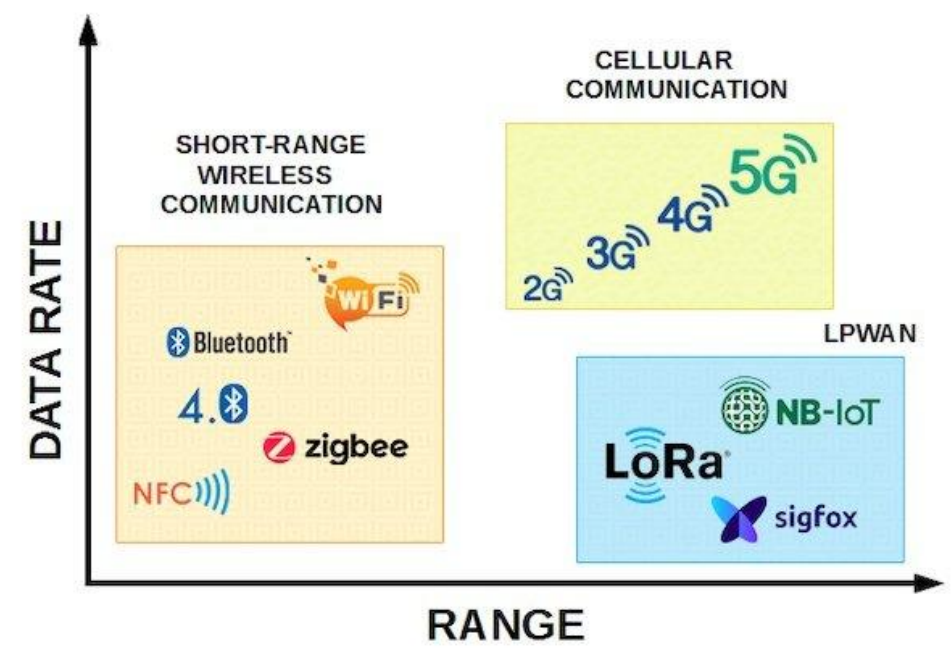 CELLULAR
COMMUNICATION
SHORT-RANGE
WIRELESS
COMMUNICATION
5G
4G
3G
2G
WiFi
Bluetooth™
4.0
zigbee
NFC
LPWAN
NB-IoT
LoRa®
sigfox
DATA RATE
RANGE